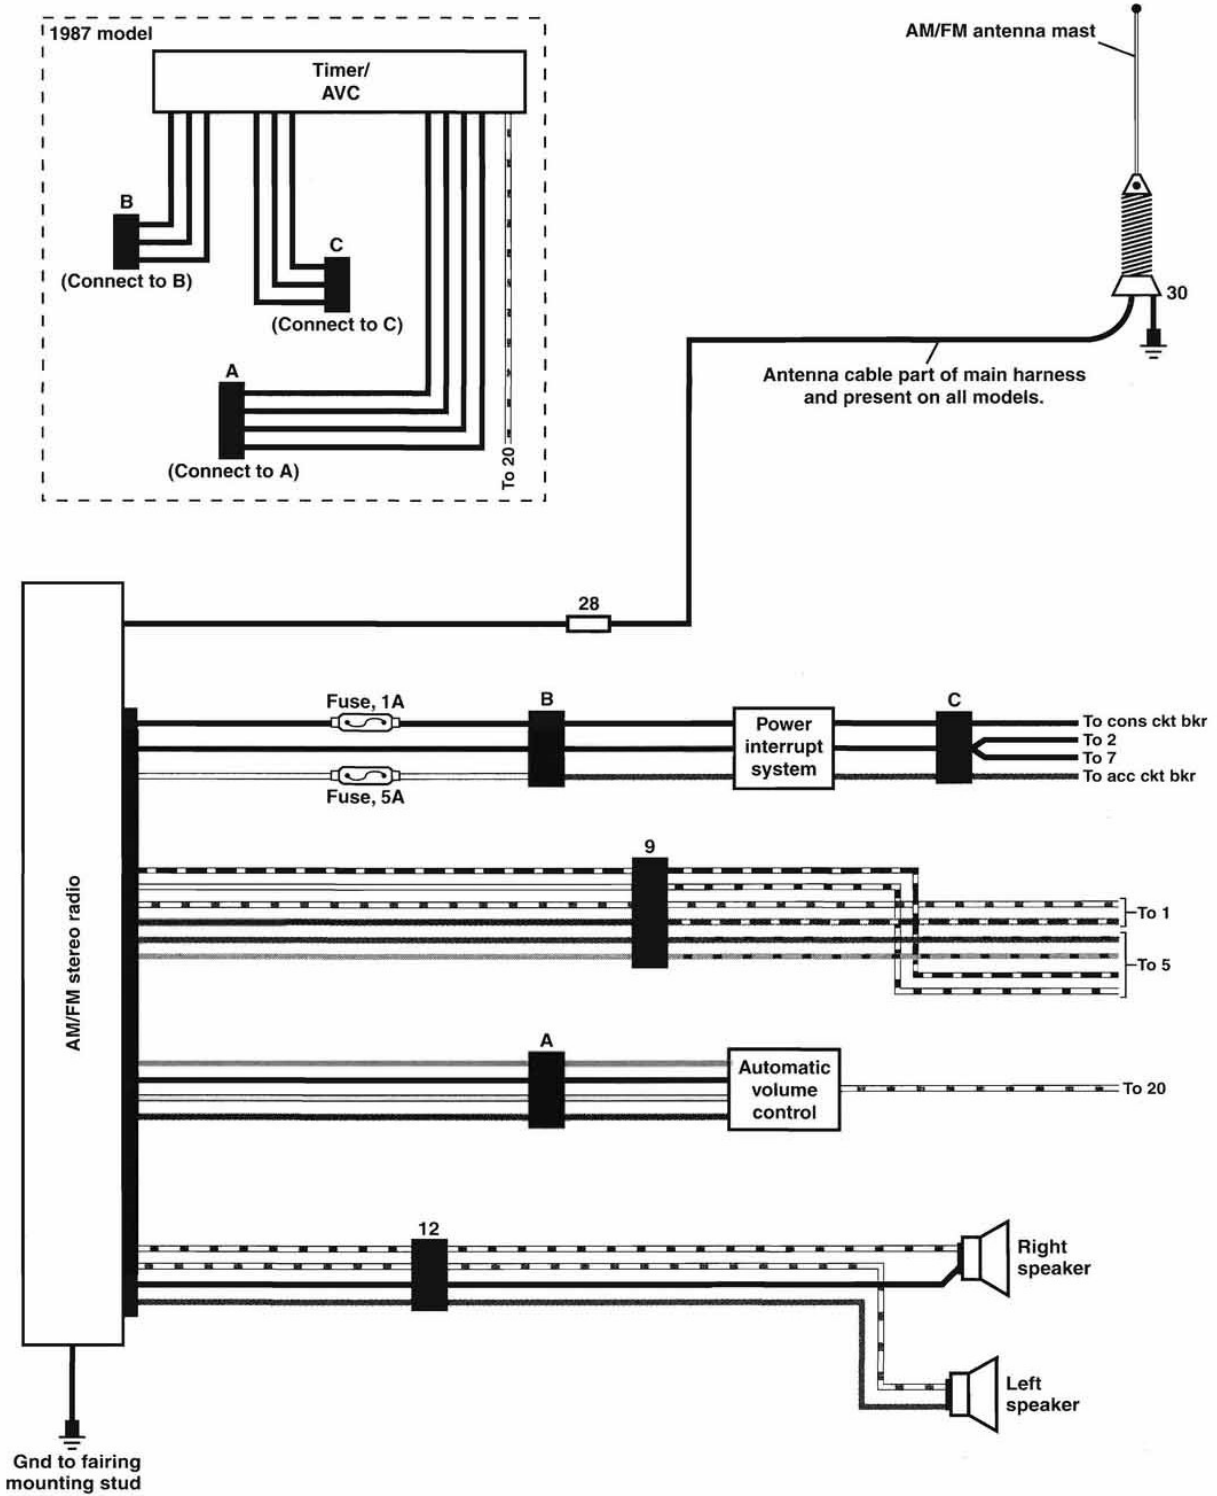 1987 model
Timer/
AVC
B
(Connect to B)
C
(Connect to C)
A
(Connect to A)
To 20
AM/FM antenna mast
30
Antenna cable part of main harness
and present on all models.
28
AM/FM stereo radio
Fuse, 1A
Fuse, 5A
B
Power
interrupt
system
C
To cons ckt bkr
To 2
To 7
To acc ckt bkr
9
To 1
To 5
A
Automatic
volume
control
To 20
12
Right
speaker
Left
speaker
Gnd to fairing
mounting stud